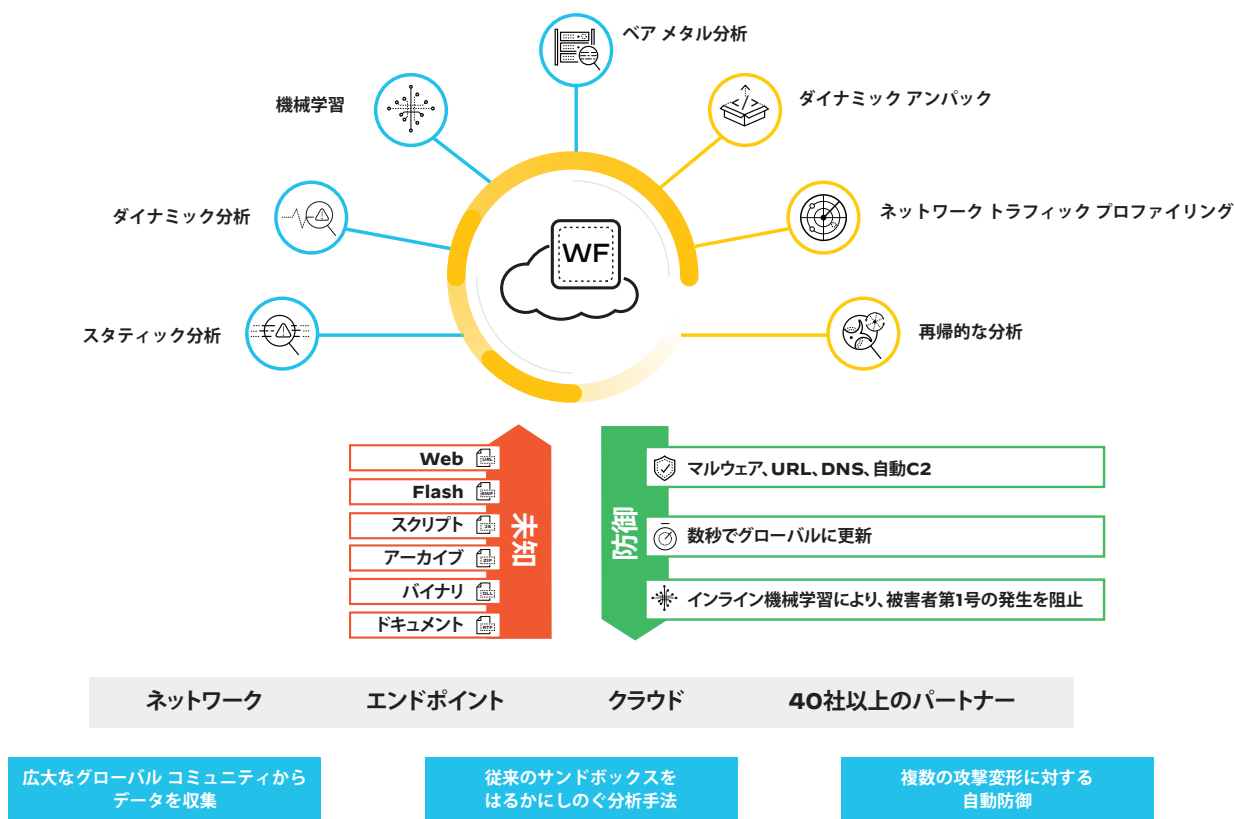 ベア メタル分析
機械学習
ダイナミック アンパック
ダイナミック分析
ネットワーク トラフィック プロファイリング
WF
スタティック分析
再帰的な分析
未知
Web
URL
Flash
SWF
スクリプト
JS
アーカイブ
ZIP
バイナリ
DLL
ドキュメント
RTF
防御
マルウェア、URL、DNS、自動C2
数秒でグローバルに更新
インライン機械学習により、被害者第1号の発生を阻止
ネットワーク
エンドポイント
クラウド
40社以上のパートナー
広大なグローバル コミュニティから
データを収集
従来のサンドボックスを
はるかにしのぐ分析手法
複数の攻撃変形に対する
自動防御